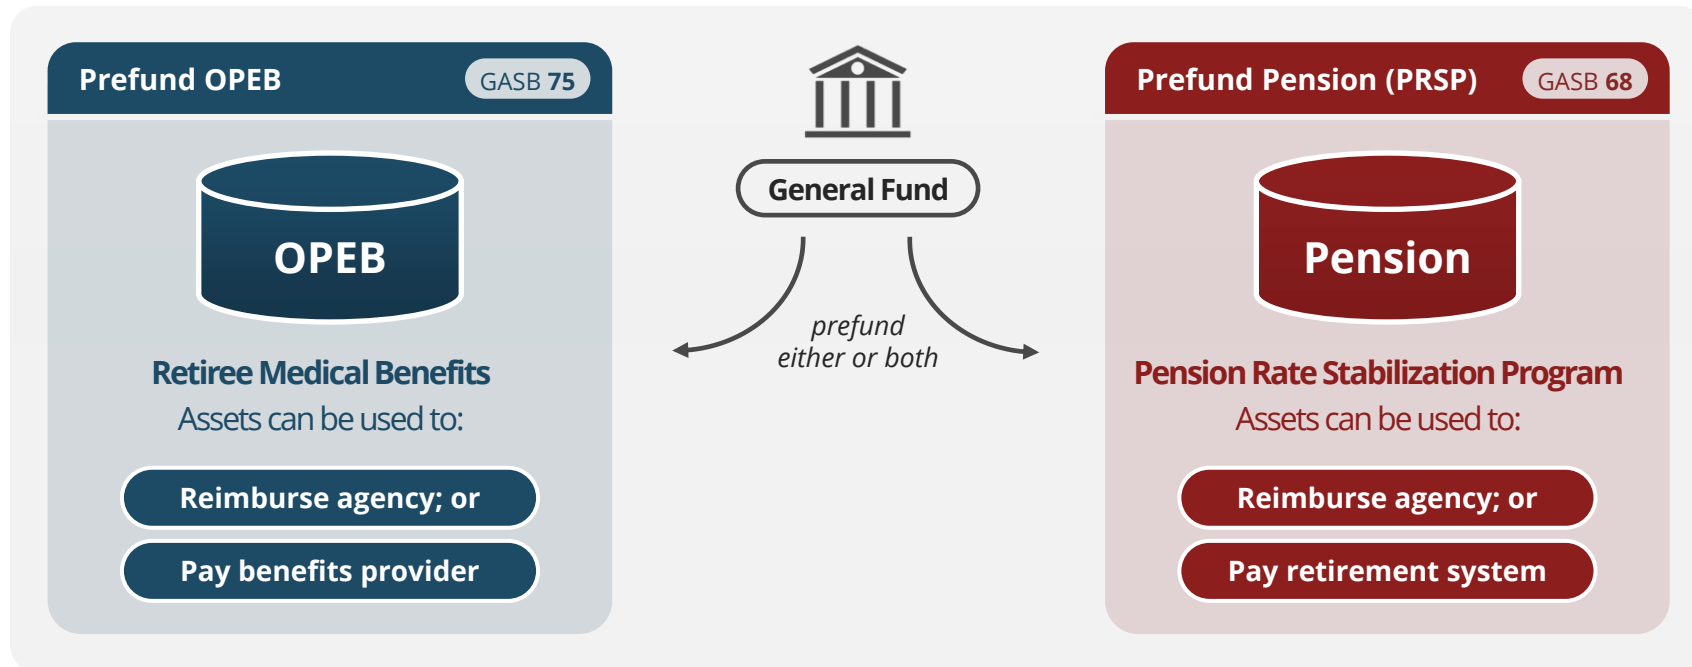 Prefund OPEB
GASB 75
OPEB
Retiree Medical Benefits
Assets can be used to:
Reimburse agency; or
Pay benefits provider
General Fund
prefund
either or both
Prefund Pension (PRSP)
GASB 68
Pension
Pension Rate Stabilization Program
Assets can be used to:
Reimburse agency; or
Pay retirement system